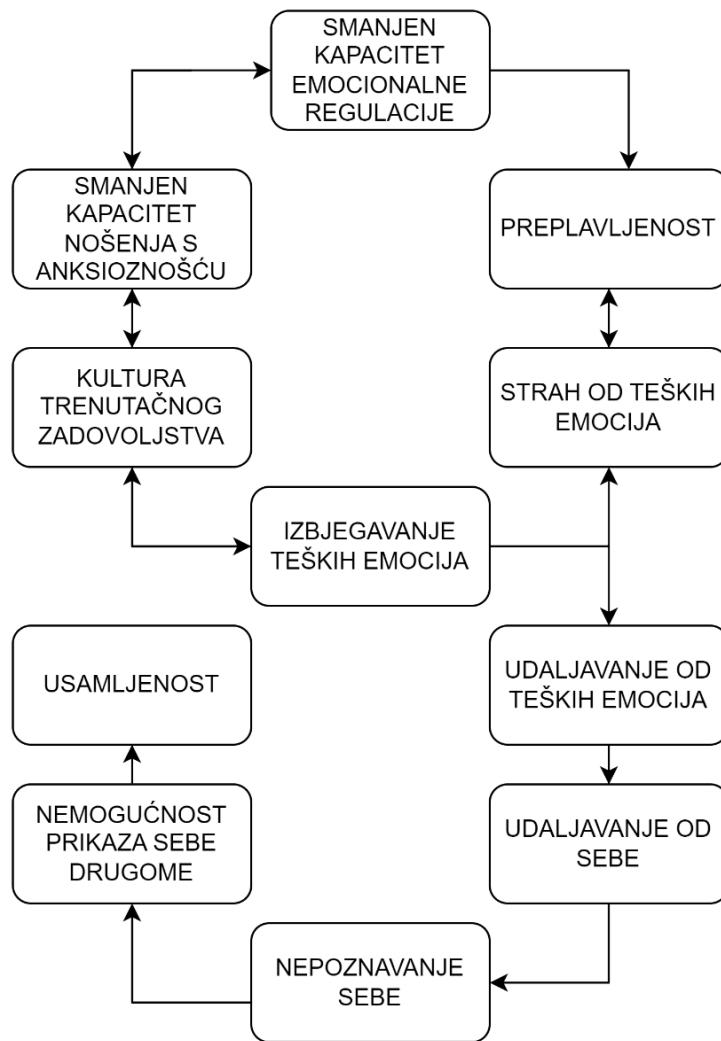 SMANJEN
KAPACITET
EMOCIONALNE
REGULACIJE
SMANJEN
KAPACITET
NOŠENJA S
ANKSIOZNOŠĆU
PREPLAVLJENOST
KULTURA
TRENUTAČNOG
ZADOVOLJSTVA
STRAH OD TEŠKIH
EMOCIJA
IZBJEGAVANJE
TEŠKIH EMOCIJA
USAMLJENOST
UDALJAVANJE OD
TEŠKIH EMOCIJA
NEMOGUĆNOST
PRIKAZA SEBE
DRUGOME
UDALJAVANJE OD
SEBE
NEPOZNAVANJE
SEBE